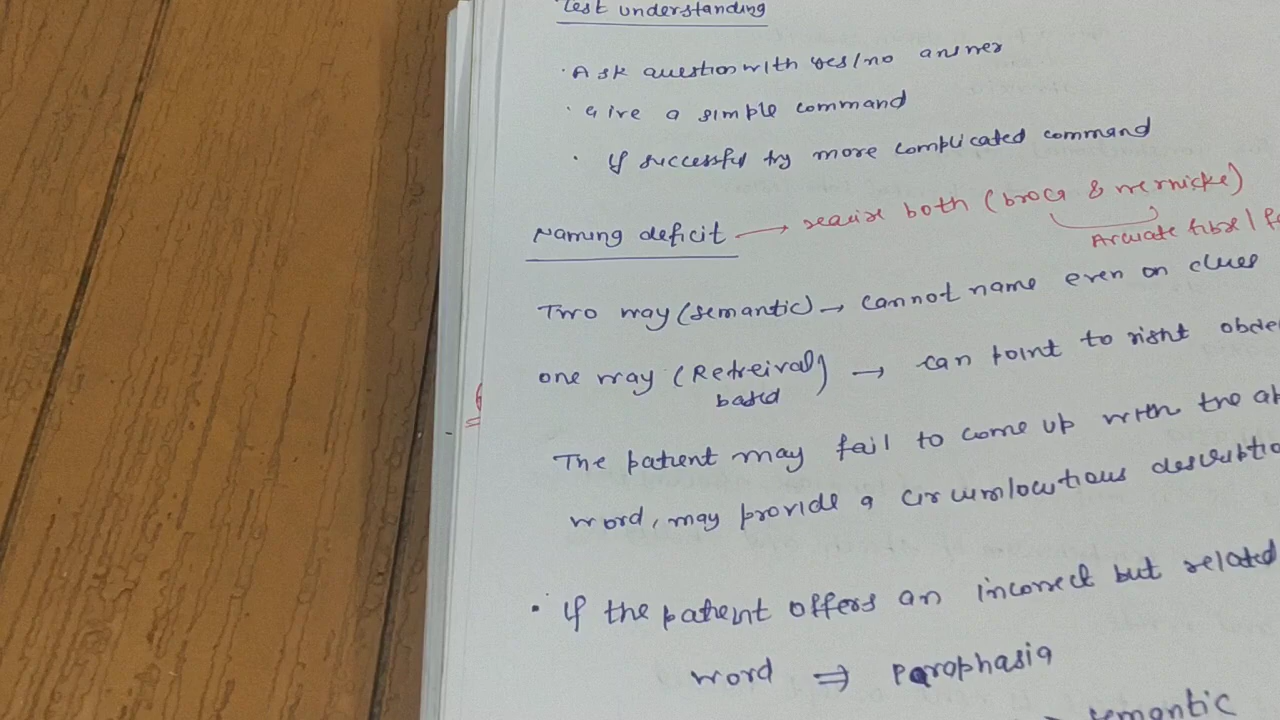 Test understanding
· Ask question with yes/no answer
· Give a simple command
· If successful try more complicated command
Naming deficit → require both (broca & wernicke)
Arcuate fibre /
Two way (semantic) → cannot name even on clues
one way (Retreival) → can point to right
based
The patient may fail to come up with the
word, may provide a circumlocutious
· If the patient offers an incorrect but related
word ⇒ Paraphasia
semantic